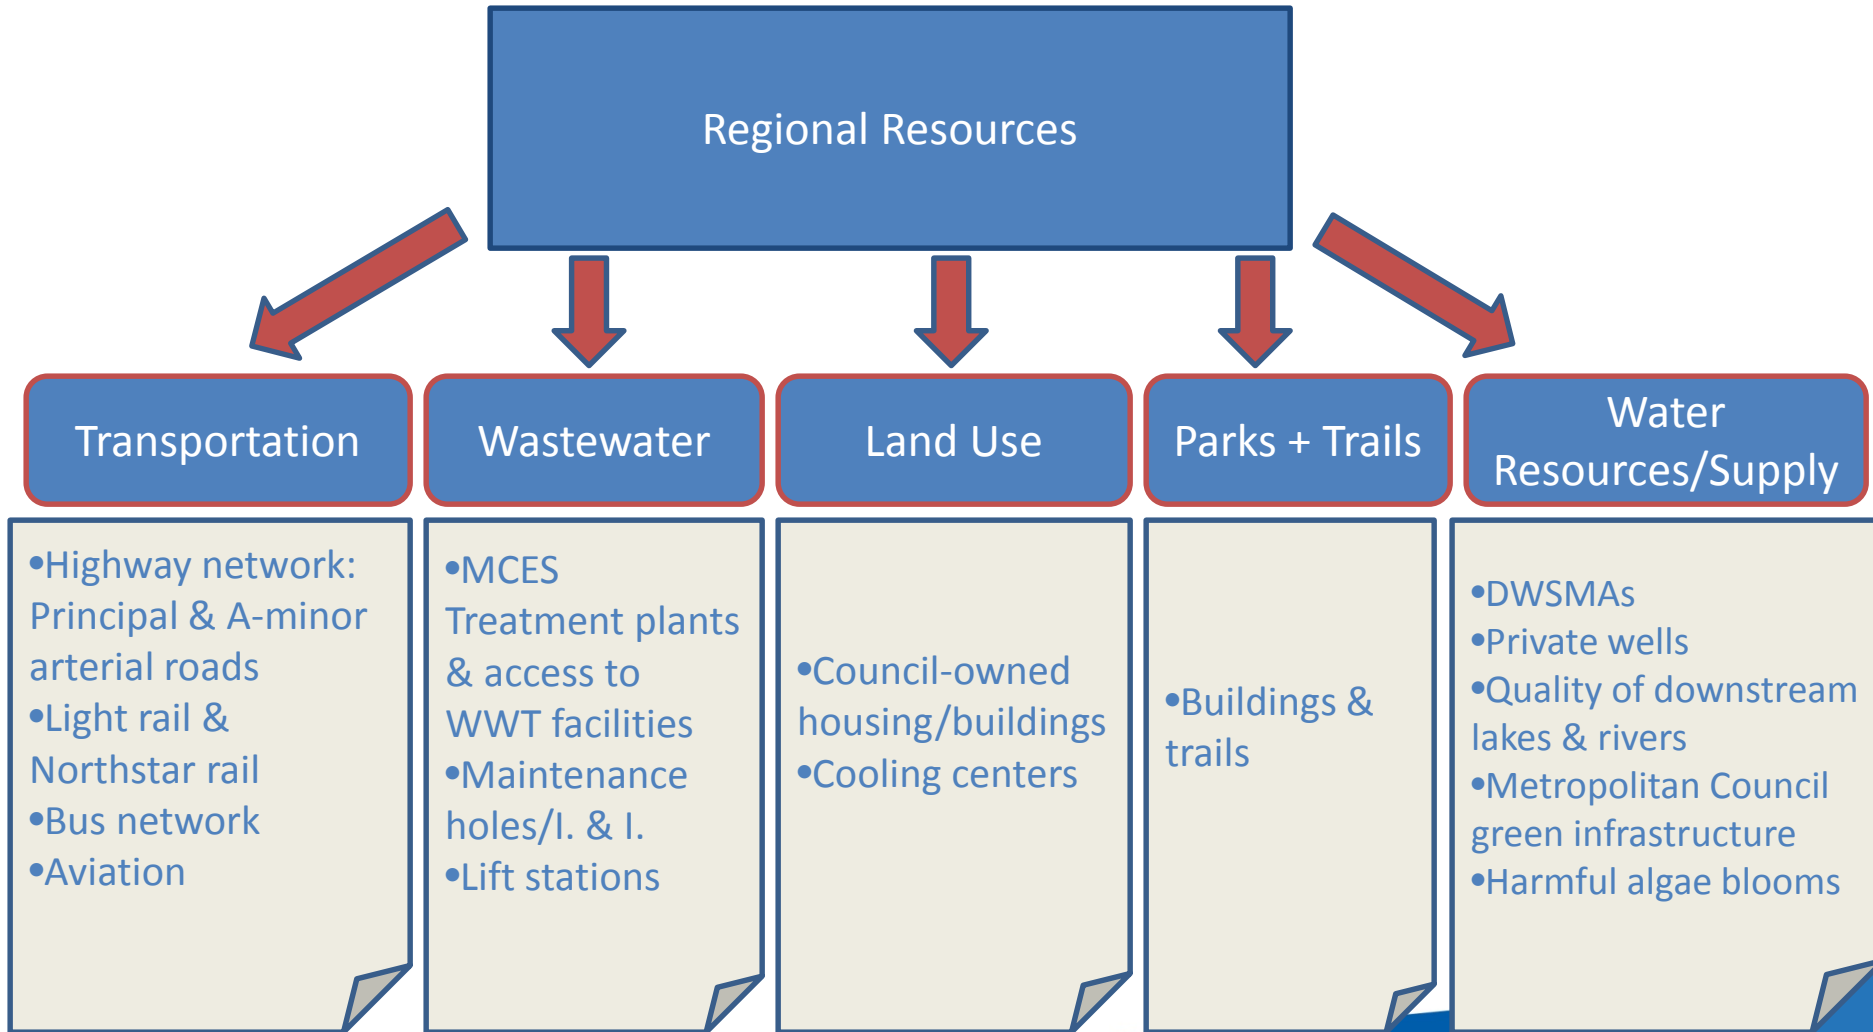 Regional Resources
Transportation
Wastewater
Land Use
Parks + Trails
Water
Resources/Supply
•Highway network:
Principal & A-minor
arterial roads
•Light rail &
Northstar rail
•Bus network
•Aviation
•MCES
Treatment plants
& access to
WWT facilities
•Maintenance
holes/I. & I.
•Lift stations
•Council-owned
housing/buildings
•Cooling centers
•Buildings &
trails
•DWSMAs
•Private wells
•Quality of downstream
lakes & rivers
•Metropolitan Council
green infrastructure
•Harmful algae blooms